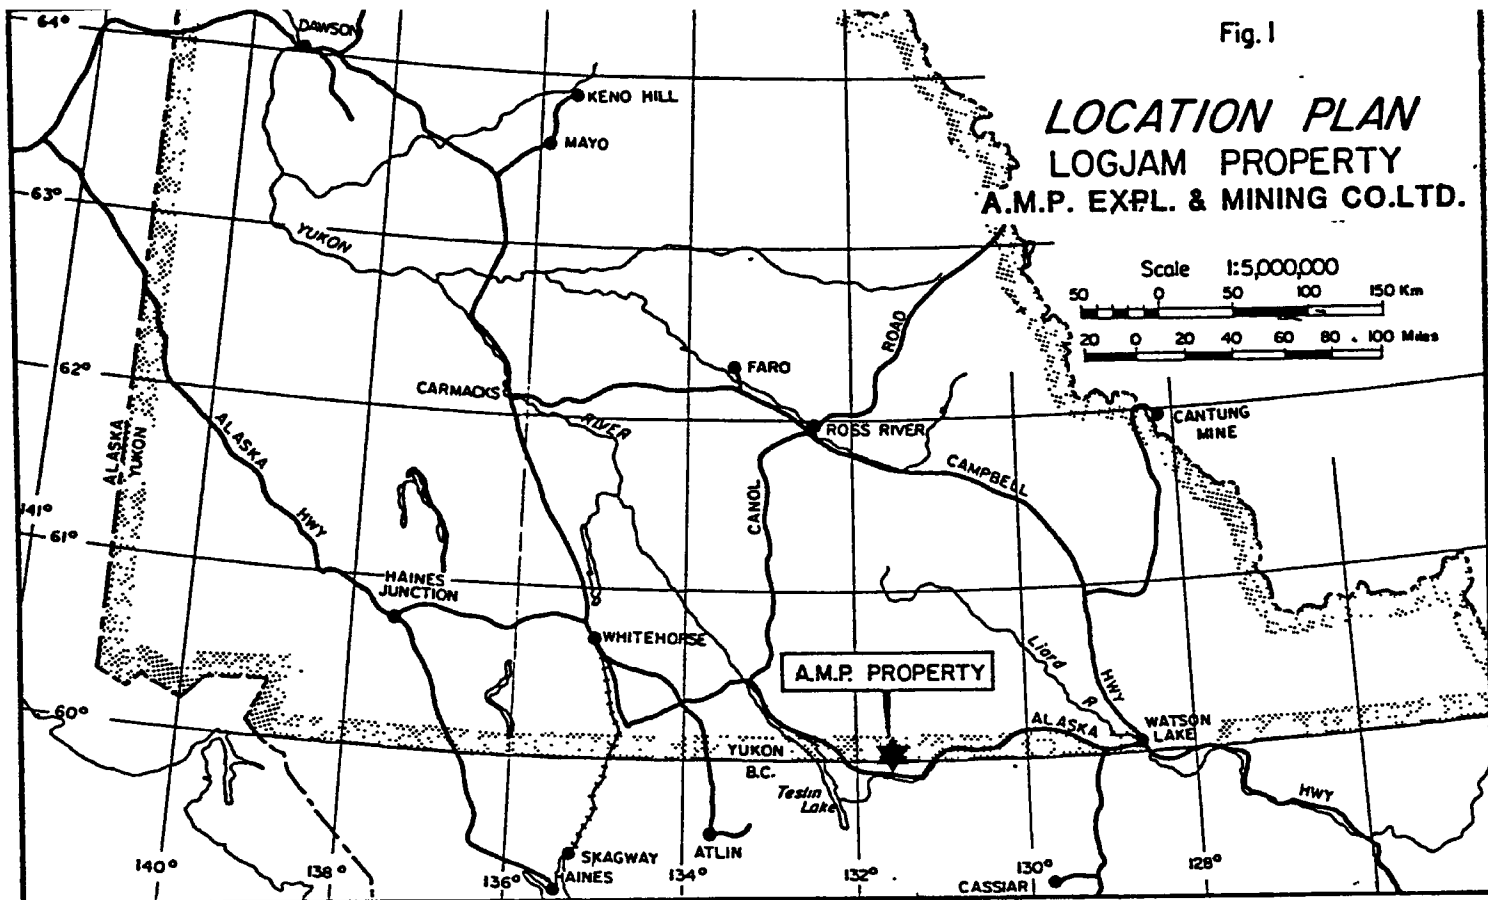 Fig. 1
LOCATION PLAN
LOGJAM PROPERTY
A.M.P. EXPL. & MINING CO.LTD.
Scale 1:5,000,000
50 0 50 100 150 Km
20 0 20 40 60 80 100 Miles
64°
DAWSON
KENO HILL
MAYO
63°
YUKON
ROAD
62°
FARO
CARMACKS
RIVER
ROSS RIVER
CANTUNG
MINE
ALASKA
YUKON
ALASKA
CAMPBELL
CANOL
141°
HWY
61°
HAINES
JUNCTION
WHITEHORSE
Liard
R.
A.M.P. PROPERTY
HWY
60°
ALASKA
WATSON
LAKE
YUKON
B.C.
Teslin
Lake
HWY
SKAGWAY
HAINES
ATLIN
CASSIAR
140°
138°
136°
134°
132°
130°
128°